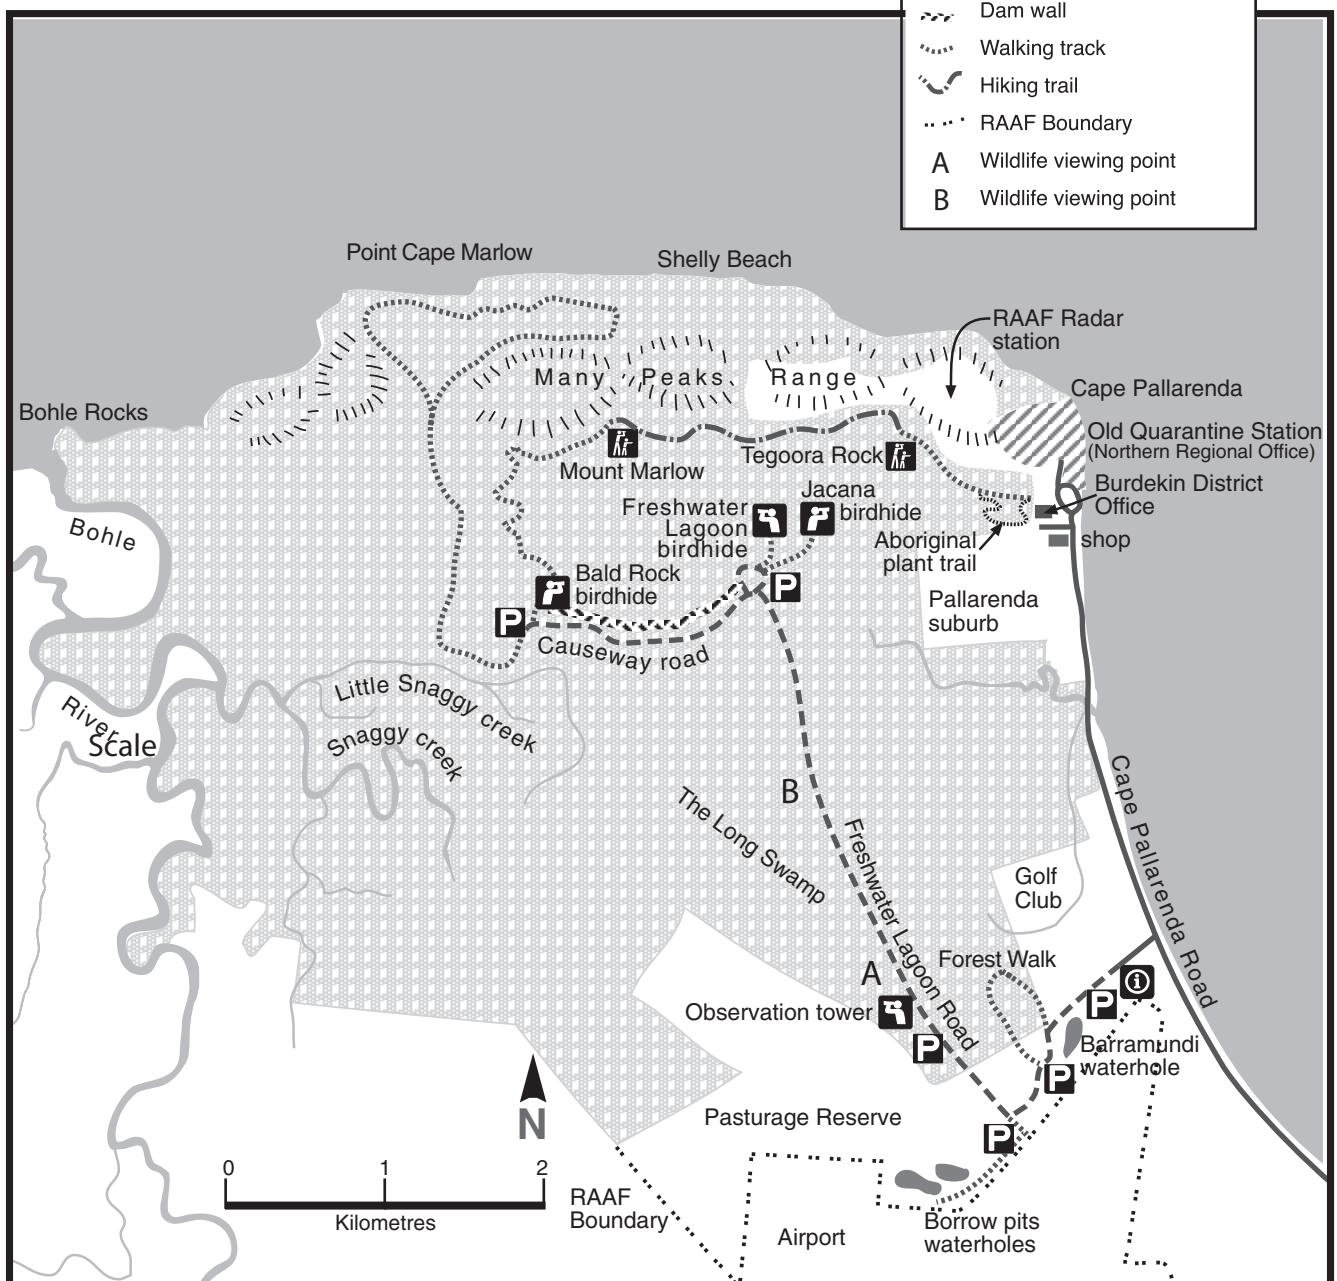 Dam wall
Walking track
Hiking trail
RAAF Boundary
A
Wildlife viewing point
B
Wildlife viewing point
Point Cape Marlow
Shelly Beach
RAAF Radar
station
Many Peaks Range
Cape Pallarenda
Bohle Rocks
Old Quarantine Station
(Northern Regional Office)
Mount Marlow
Tegoora Rock
Burdekin District
Office
Jacana
birdhide
Freshwater
Lagoon
birdhide
Aboriginal
plant trail
shop
Bohle
Bald Rock
birdhide
P
P
Pallarenda
suburb
Causeway road
Little Snaggy creek
River
Scale
Snaggy creek
B
The Long Swamp
Freshwater Lagoon Road
Cape Pallarenda Road
Golf
Club
A
Forest Walk
i
P
Observation tower
P
Barramundi
waterhole
P
Pasturage Reserve
P
N
0 1 2
Kilometres
RAAF
Boundary
Airport
Borrow pits
waterholes